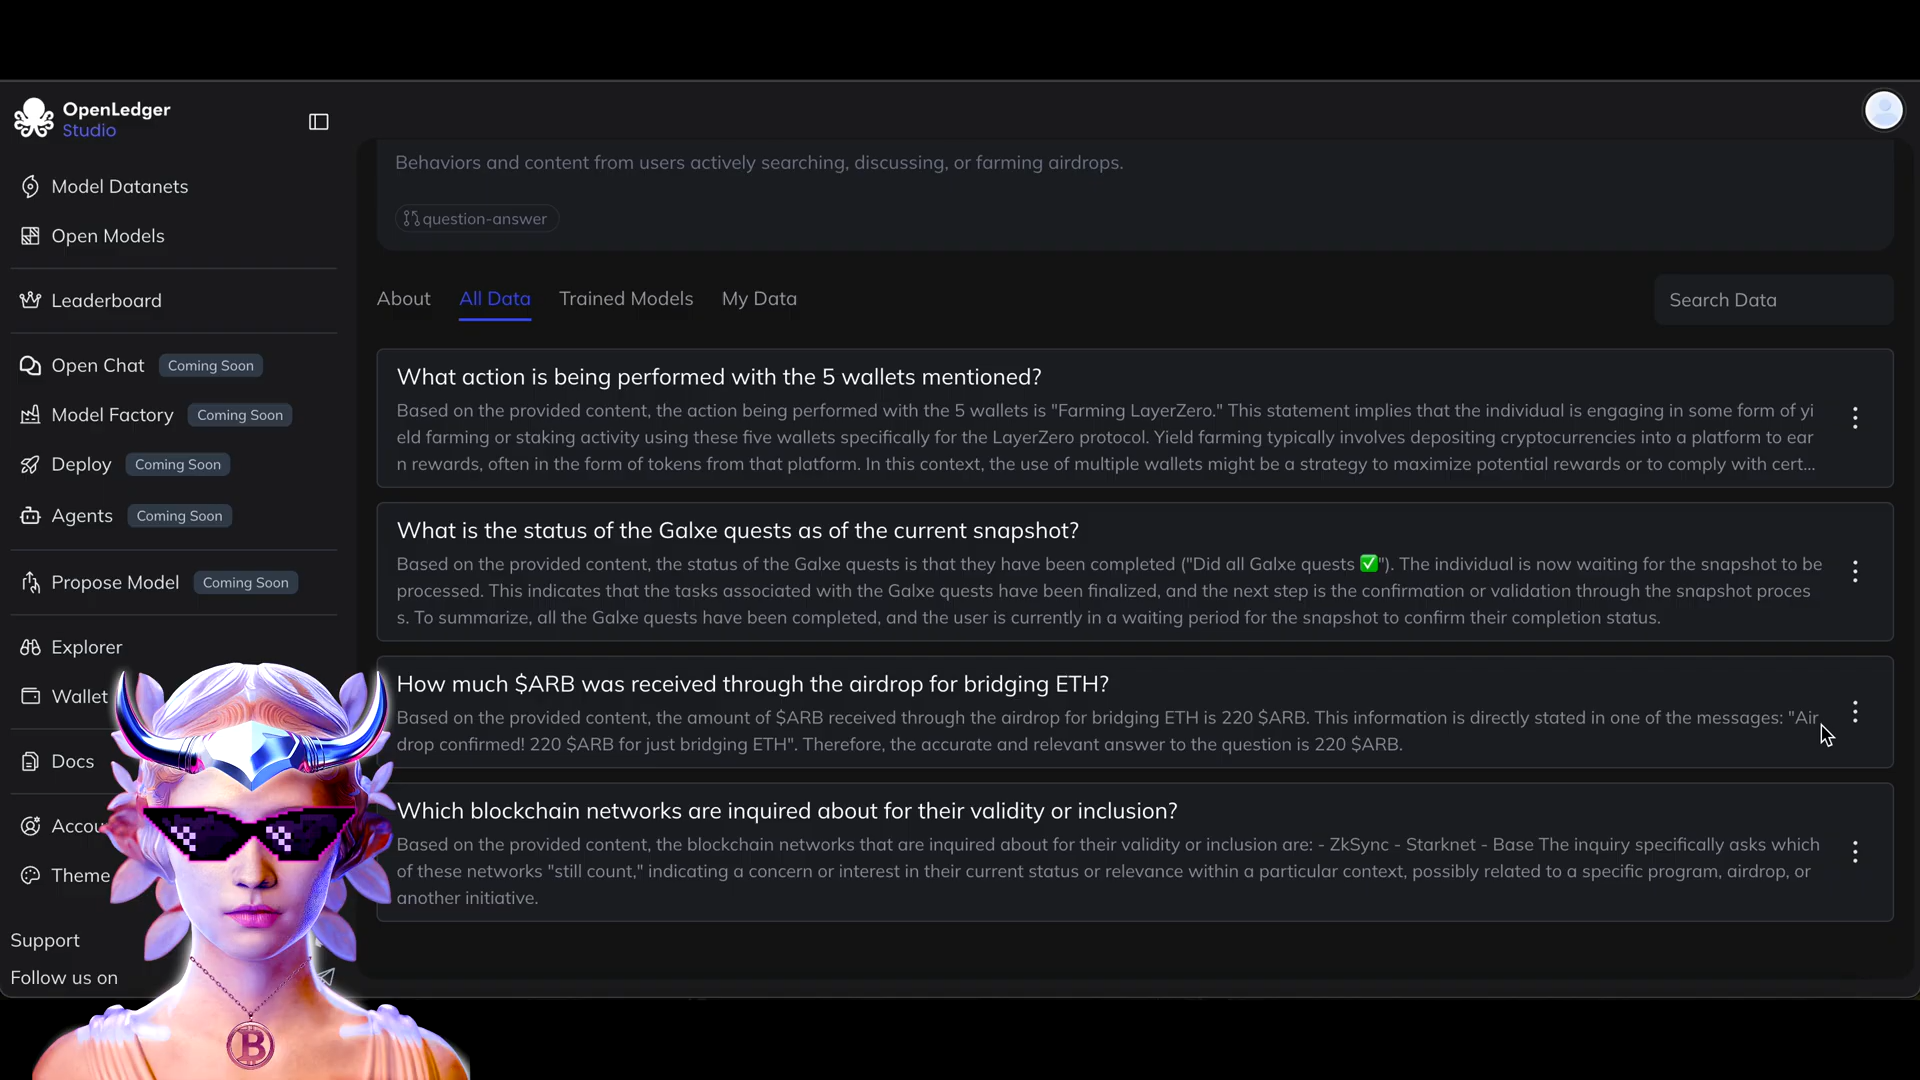 OpenLedger
Studio
Model Datanets
Open Models
Leaderboard
Open Chat Coming Soon
Model Factory Coming Soon
Deploy Coming Soon
Agents Coming Soon
Propose Model Coming Soon
Explorer
Wallet
Docs
Accou
Theme
Support
Follow us on
Behaviors and content from users actively searching, discussing, or farming airdrops.
question-answer
About All Data Trained Models My Data
Search Data
What action is being performed with the 5 wallets mentioned?
Based on the provided content, the action being performed with the 5 wallets is "Farming LayerZero." This statement implies that the individual is engaging in some form of yi
eld farming or staking activity using these five wallets specifically for the LayerZero protocol. Yield farming typically involves depositing cryptocurrencies into a platform to ear
n rewards, often in the form of tokens from that platform. In this context, the use of multiple wallets might be a strategy to maximize potential rewards or to comply with cert...
What is the status of the Galxe quests as of the current snapshot?
Based on the provided content, the status of the Galxe quests is that they have been completed ("Did all Galxe quests ✅"). The individual is now waiting for the snapshot to be
processed. This indicates that the tasks associated with the Galxe quests have been finalized, and the next step is the confirmation or validation through the snapshot proces
s. To summarize, all the Galxe quests have been completed, and the user is currently in a waiting period for the snapshot to confirm their completion status.
How much $ARB was received through the airdrop for bridging ETH?
Based on the provided content, the amount of $ARB received through the airdrop for bridging ETH is 220 $ARB. This information is directly stated in one of the messages: "Air
drop confirmed! 220 $ARB for just bridging ETH". Therefore, the accurate and relevant answer to the question is 220 $ARB.
Which blockchain networks are inquired about for their validity or inclusion?
Based on the provided content, the blockchain networks that are inquired about for their validity or inclusion are: - ZkSync - Starknet - Base The inquiry specifically asks which
of these networks "still count," indicating a concern or interest in their current status or relevance within a particular context, possibly related to a specific program, airdrop, or
another initiative.